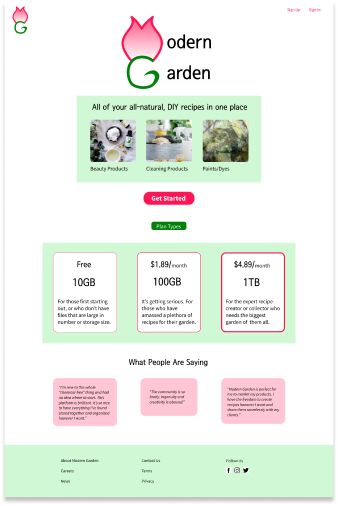 Sign Up Sign In
G
Modern
Garden
All of your all-natural, DIY recipes in one place
Beauty Products Cleaning Products Paints/Dyes
Get Started
Plan Types
Free
10GB
For those first starting
out, or who don't have
files that are large in
number or storage size.
$1.89/month
100GB
It's getting serious. For
those who have
amassed a plethora of
recipes for their garden.
$4.89/month
1TB
For the expert recipe
creator or collector who
needs the biggest
garden of them all.
What People Are Saying
"I'm new to this whole
"chemical free" thing and had
no idea where to start. This
platform is brilliant. It's so nice
to have everything I've found
stored together and organized
however I want."
"The community is so
lovely, organically and
creativity is abound."
"Modern Garden is perfect for
me to market my products. I
have the freedom to create
recipes however I want and
share them seamlessly with my
clients."
About Modern Garden
Careers
News
Contact Us
Terms
Privacy
Follow Us